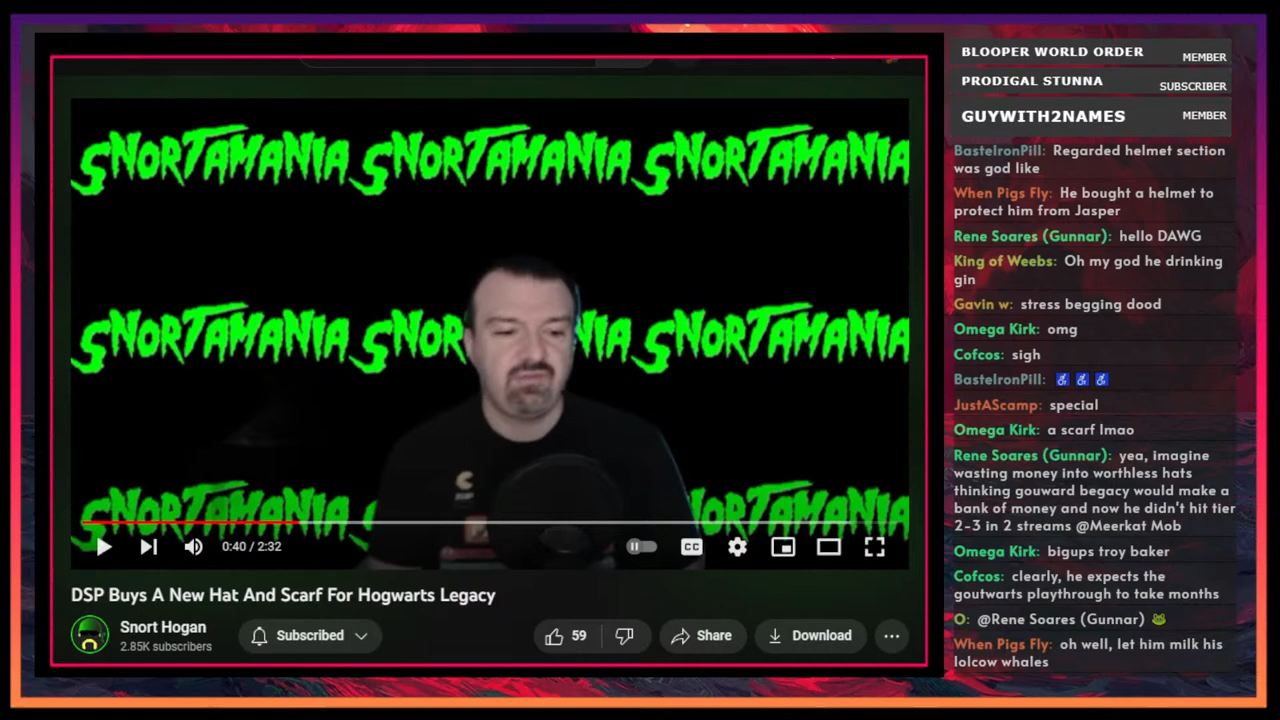 SNORTAMANIA SNORTAMANIA SNORTAMANIA
SNORTAMANIA SNOR NIA SNORTAMANIA
SNORTAMANIA NORTAMANIA
0:40 / 2:32
CC
DSP Buys A New Hat And Scarf For Hogwarts Legacy
Snort Hogan
2.85K subscribers
Subscribed
59
Share
Download
BLOOPER WORLD ORDER MEMBER
PRODIGAL STUNNA SUBSCRIBER
GUYWITH2NAMES MEMBER
BasteIronPill: Regarded helmet section
was god like
When Pigs Fly: He bought a helmet to
protect him from Jasper
Rene Soares (Gunnar): hello DAWG
King of Weebs: Oh my god he drinking
gin
Gavin w: stress begging dood
Omega Kirk: omg
Cofcos: sigh
BasteIronPill: ♿ ♿ ♿
JustAScamp: special
Omega Kirk: a scarf lmao
Rene Soares (Gunnar): yea, imagine
wasting money into worthless hats
thinking gouward begacy would make a
bank of money and now he didn't hit tier
2-3 in 2 streams @Meerkat Mob
Omega Kirk: bigups troy baker
Cofcos: clearly, he expects the
goutwarts playthrough to take months
O: @Rene Soares (Gunnar) 🐸
When Pigs Fly: oh well, let him milk his
lolcow whales